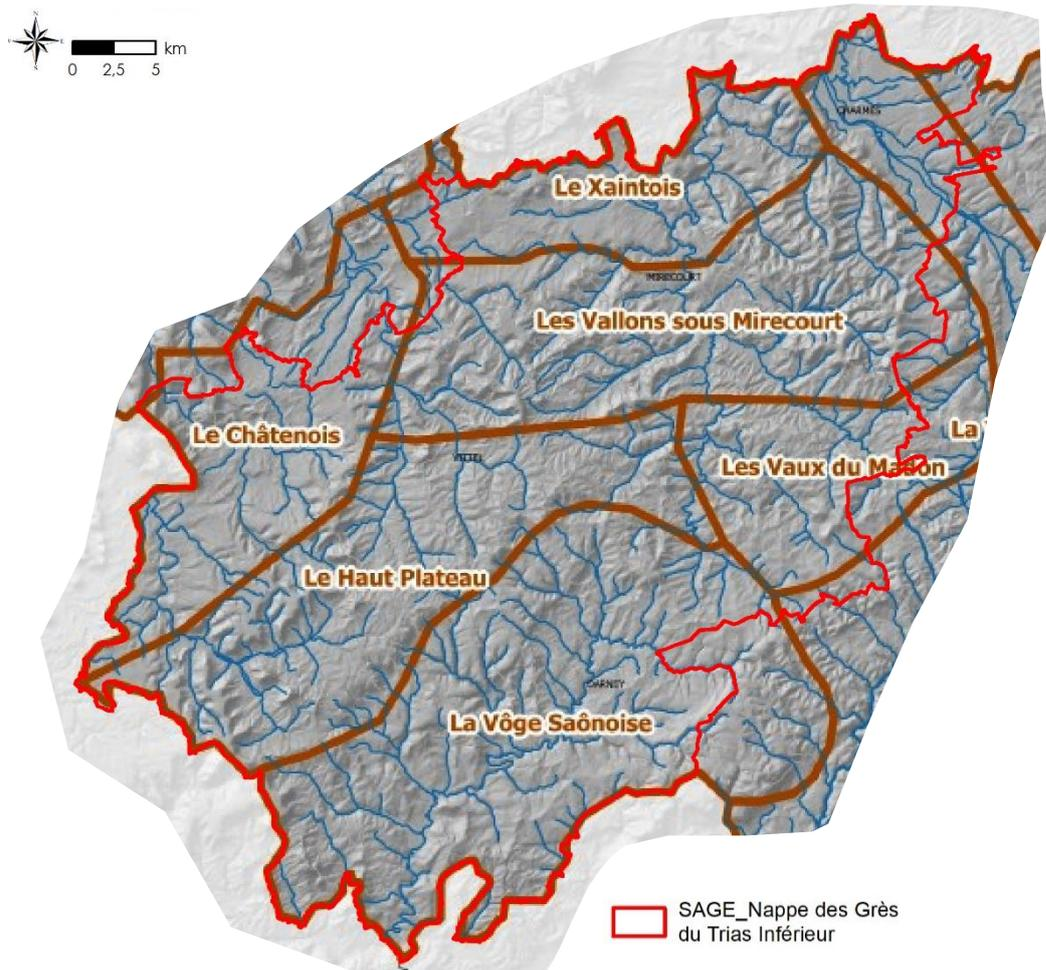 km
0 2,5 5
CHARMES
Le Xaintois
MIRECOURT
Les Vallons sous Mirecourt
Le Châtenois
La
VITTEL
Les Vaux du Madon
Le Haut Plateau
DARNEY
La Vôge Saônoise
SAGE_Nappe des Grès
du Trias Inférieur